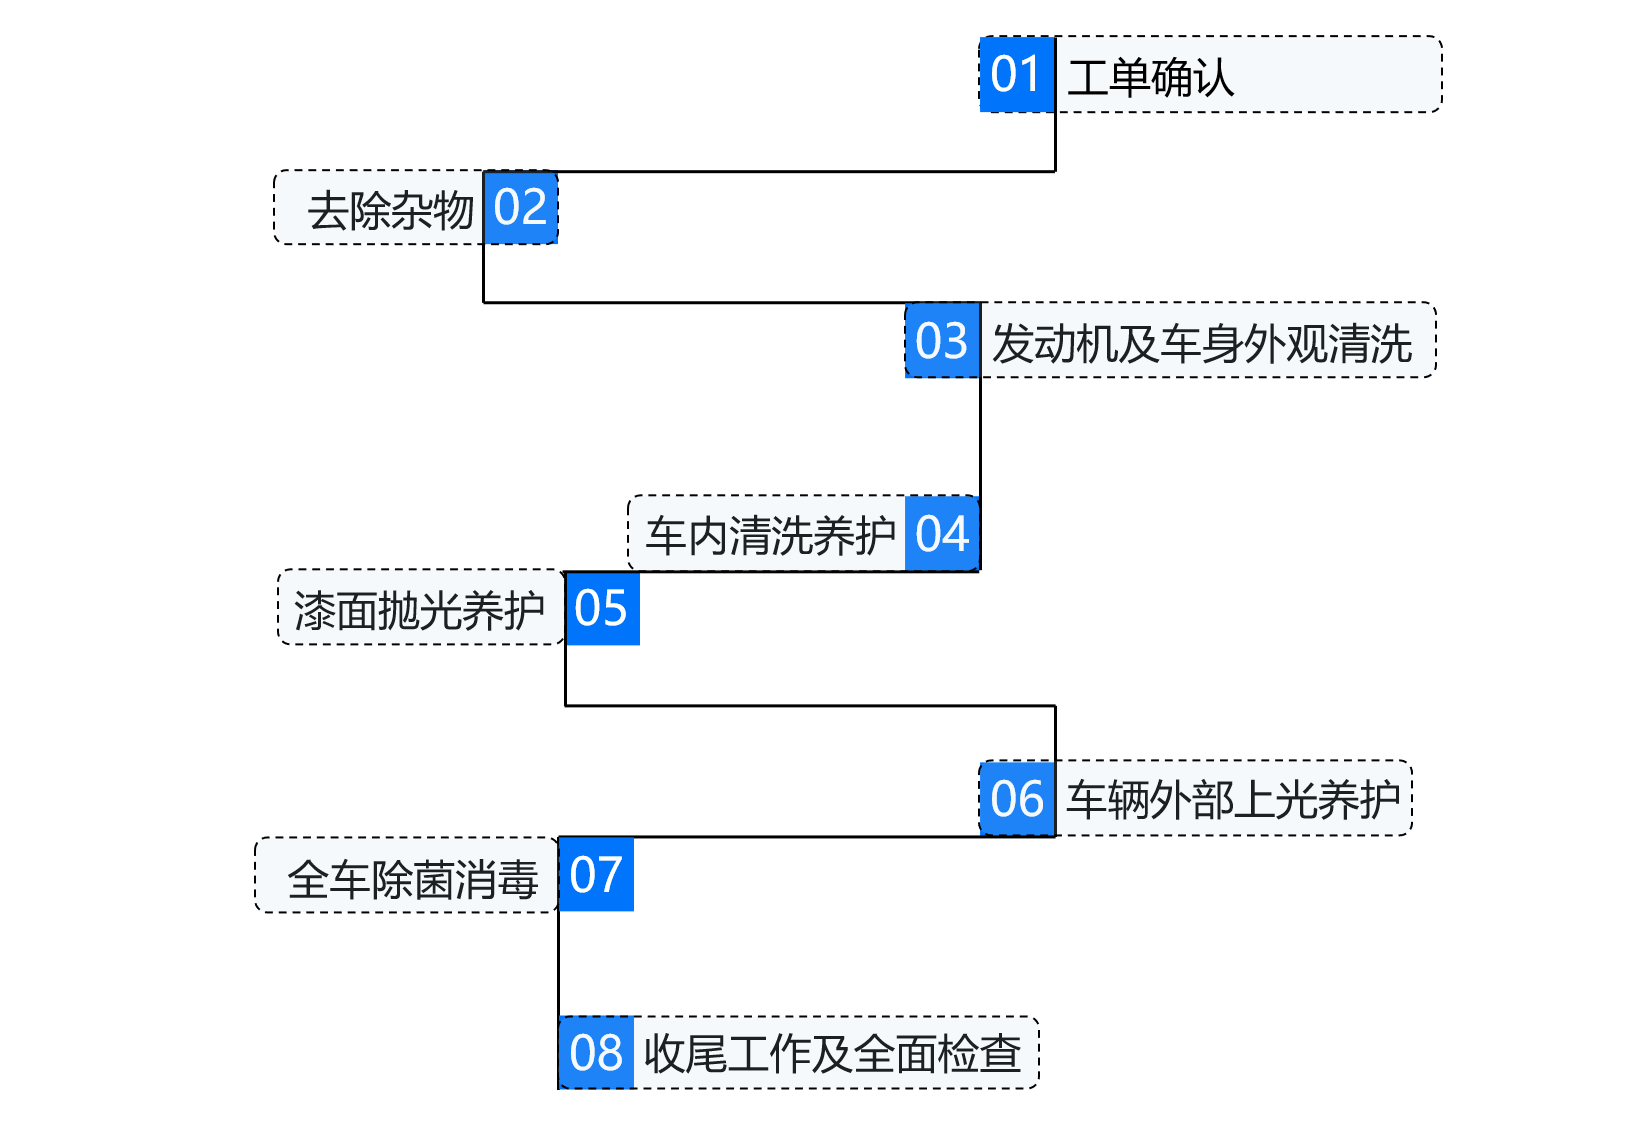 01 工单确认
去除杂物 02
03 发动机及车身外观清洗
车内清洗养护 04
漆面抛光养护 05
06 车辆外部上光养护
全车除菌消毒 07
08 收尾工作及全面检查